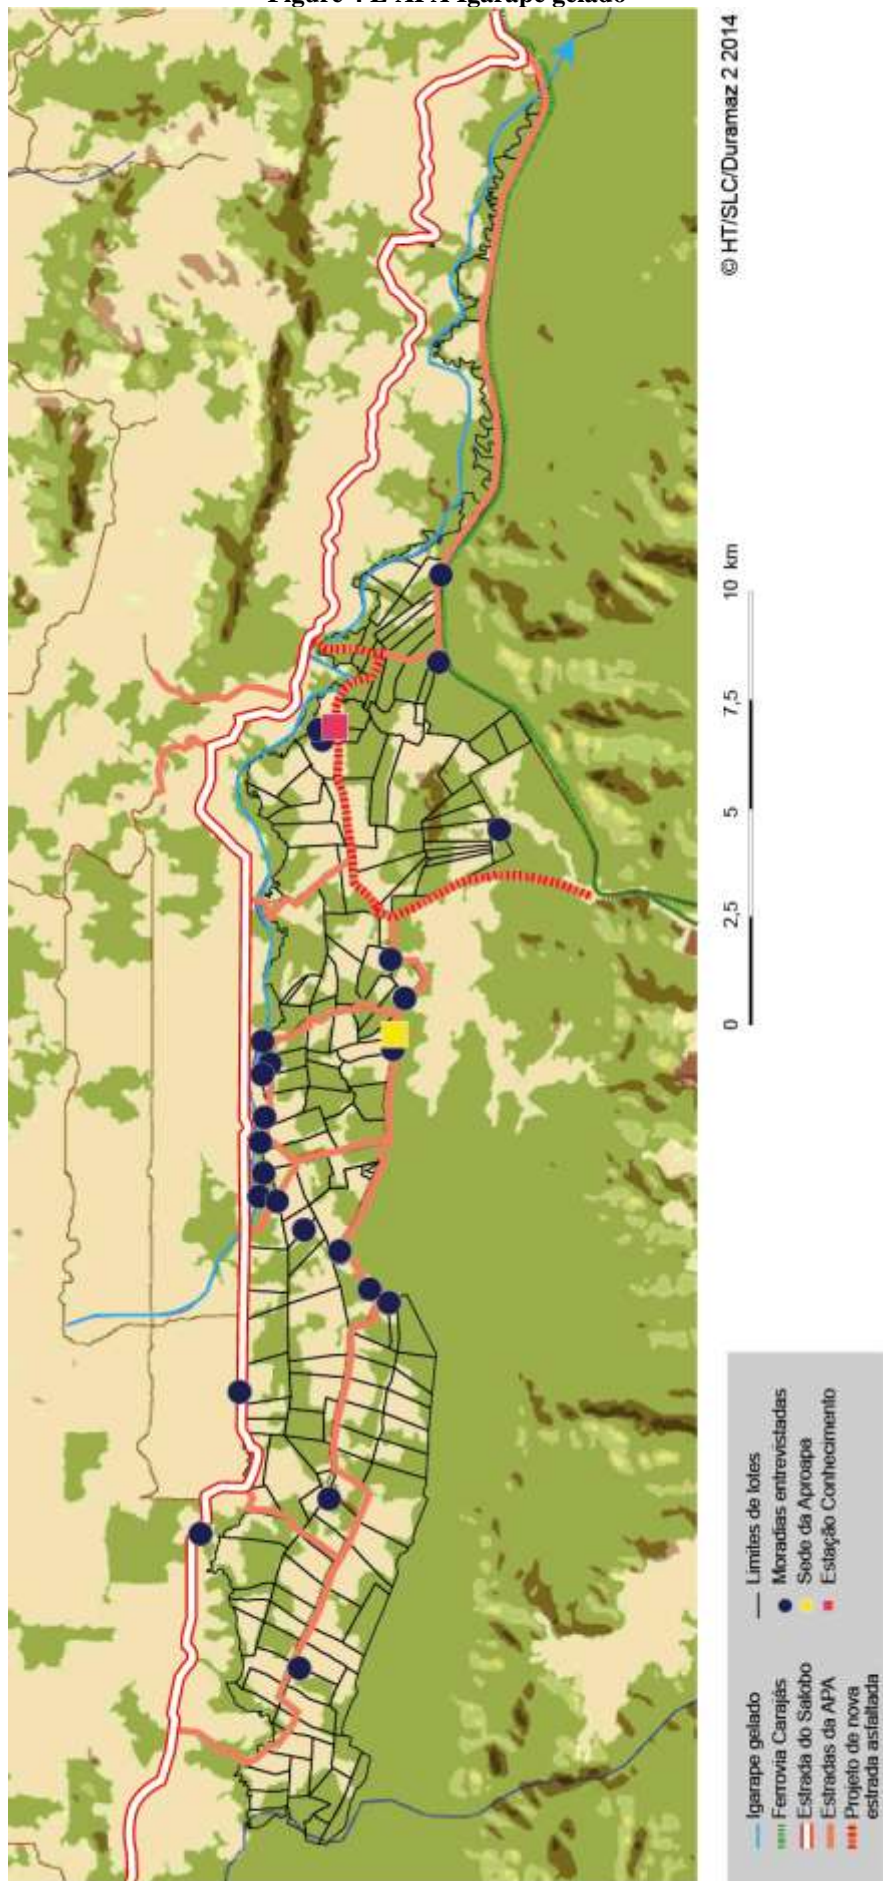 Figure 4 L'APA Igarapé gelado
© HT/SLC/Duramaz 2 2014
0 2,5 5 7,5 10 km
Igarape gelado
Ferrovia Carajás
Estrada do Salobo
Estradas da APA
Projeto de nova
estrada asfaltada
Limites de lotes
Moradias entrevistadas
Sede da Aproapa
Estação Conhecimento